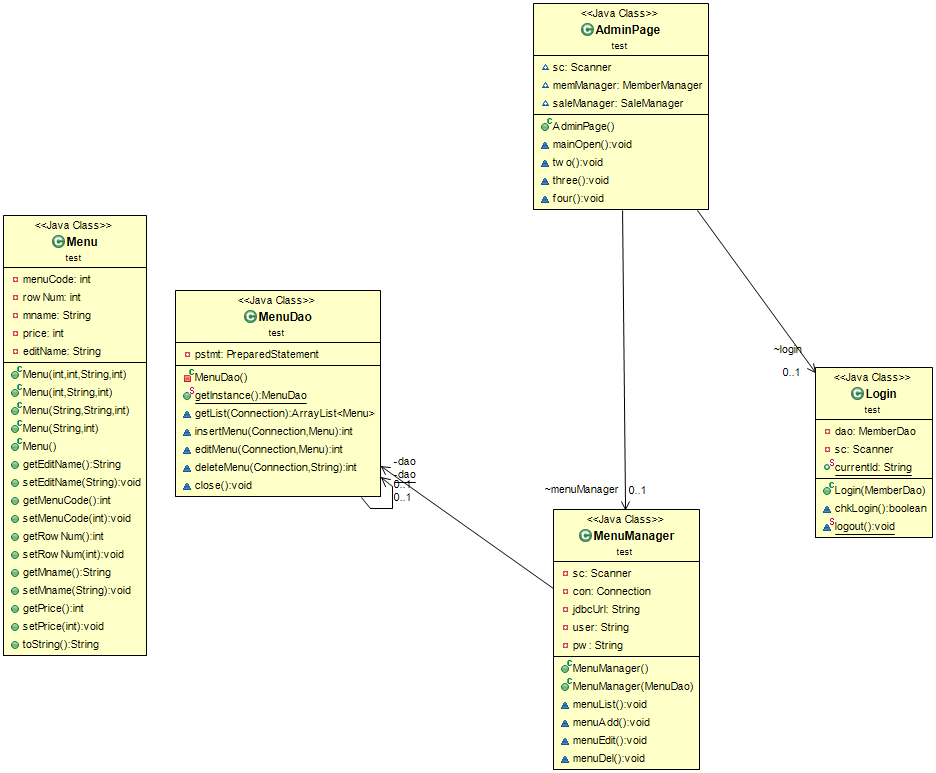 <<Java Class>>
AdminPage
test
sc: Scanner
memManager: MemberManager
saleManager: SaleManager
AdminPage()
mainOpen():void
two():void
three():void
four():void
<<Java Class>>
Menu
test
menuCode: int
rowNum: int
mname: String
price: int
editName: String
Menu(int,int,String,int)
Menu(int,String,int)
Menu(String,String,int)
Menu(String,int)
Menu()
getEditName():String
setEditName(String):void
getMenuCode():int
setMenuCode(int):void
getRowNum():int
setRowNum(int):void
getMname():String
setMname(String):void
getPrice():int
setPrice(int):void
toString():String
<<Java Class>>
MenuDao
test
pstmt: PreparedStatement
MenuDao()
getInstance():MenuDao
getList(Connection):ArrayList<Menu>
insertMenu(Connection,Menu):int
editMenu(Connection,Menu):int
deleteMenu(Connection,String):int
close():void
-dao
-dao
0..1
0..1
~menuManager
0..1
~login
0..1
<<Java Class>>
Login
test
dao: MemberDao
sc: Scanner
currentId: String
Login(MemberDao)
chkLogin():boolean
logout():void
<<Java Class>>
MenuManager
test
sc: Scanner
con: Connection
jdbcUrl: String
user: String
pw: String
MenuManager()
MenuManager(MenuDao)
menuList():void
menuAdd():void
menuEdit():void
menuDel():void